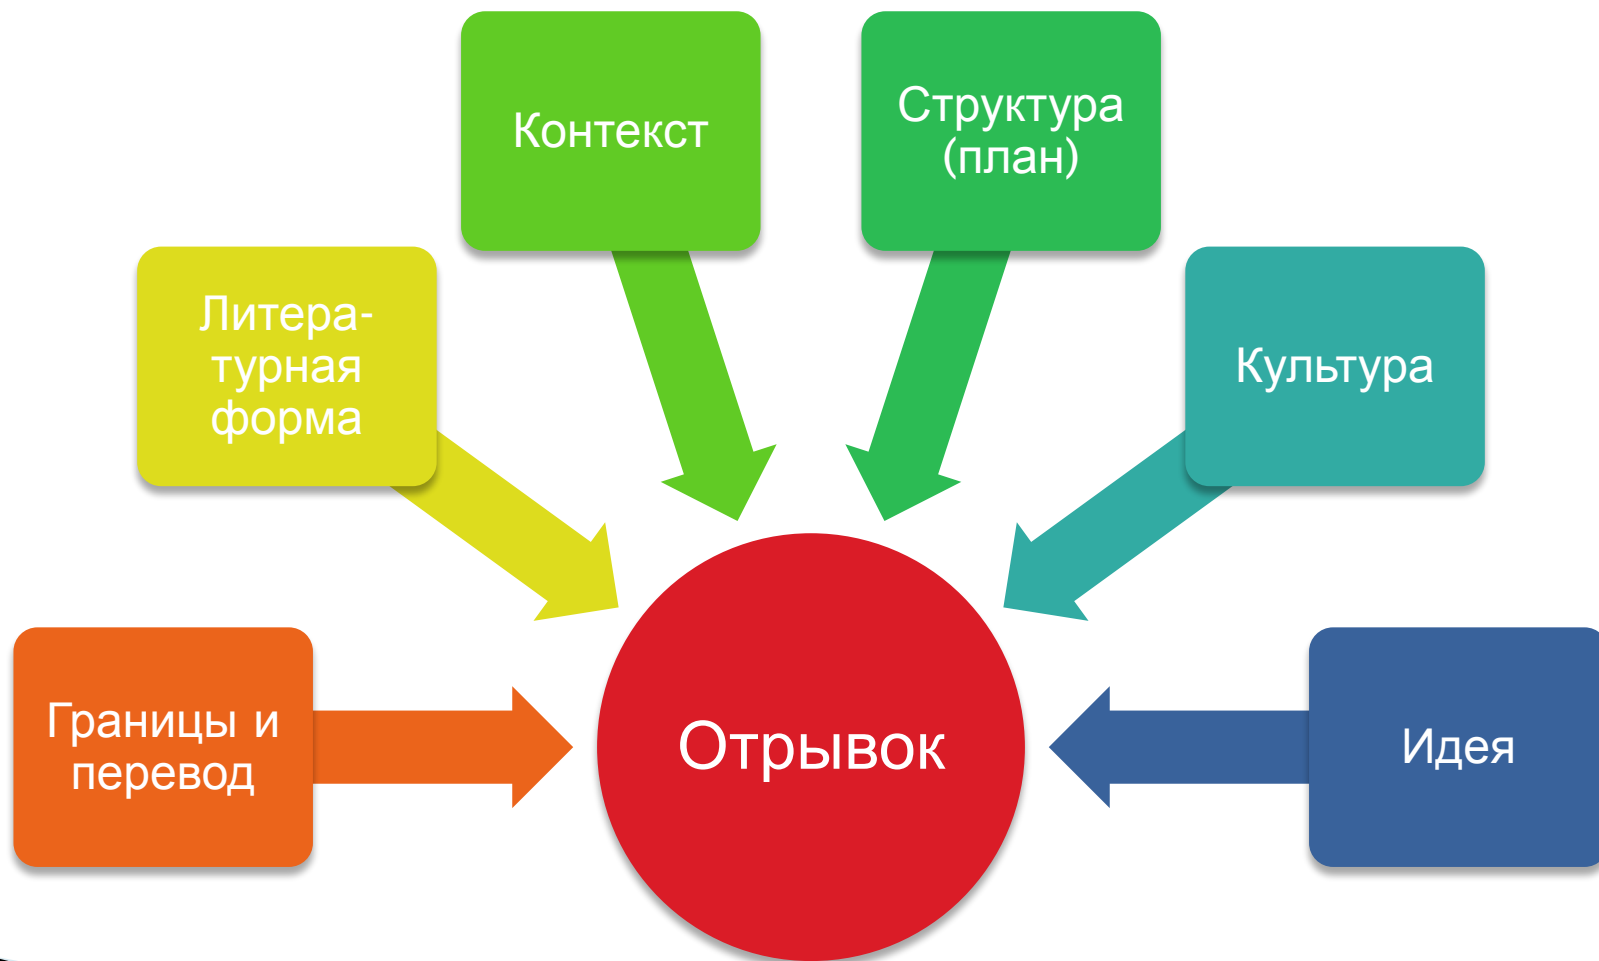 Контекст
Структура
(план)
Литера-
турная
форма
Культура
Границы и
перевод
Отрывок
Идея